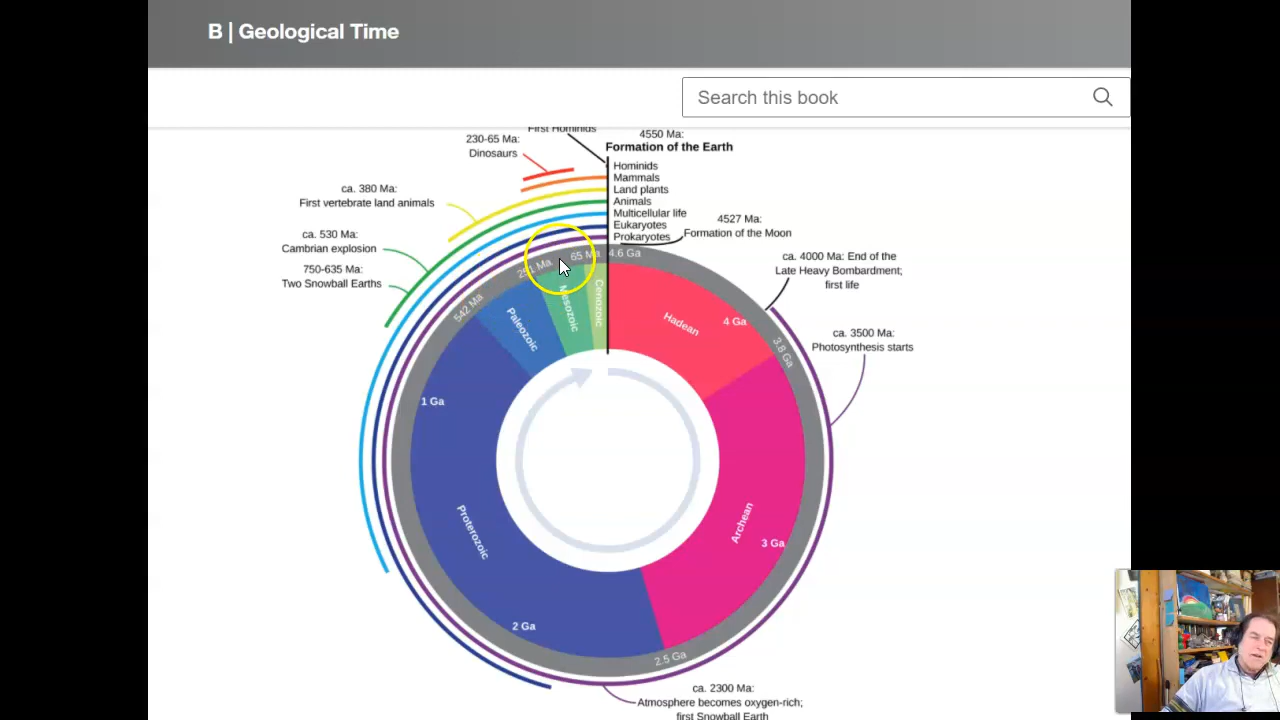 B | Geological Time
Search this book
First Hominids
4550 Ma:
Formation of the Earth
230-65 Ma:
Dinosaurs
Hominids
Mammals
Land plants
Animals
Multicellular life
Eukaryotes
Prokaryotes
ca. 380 Ma:
First vertebrate land animals
4527 Ma:
Formation of the Moon
ca. 530 Ma:
Cambrian explosion
750-635 Ma:
Two Snowball Earths
ca. 4000 Ma: End of the
Late Heavy Bombardment;
first life
65 Ma
4.6 Ga
542 Ma
Paleozoic
Mesozoic
Cenozoic
Hadean
4 Ga
3.8 Ga
ca. 3500 Ma:
Photosynthesis starts
1 Ga
Proterozoic
Archean
3 Ga
2 Ga
2.5 Ga
ca. 2300 Ma:
Atmosphere becomes oxygen-rich;
first Snowball Earth